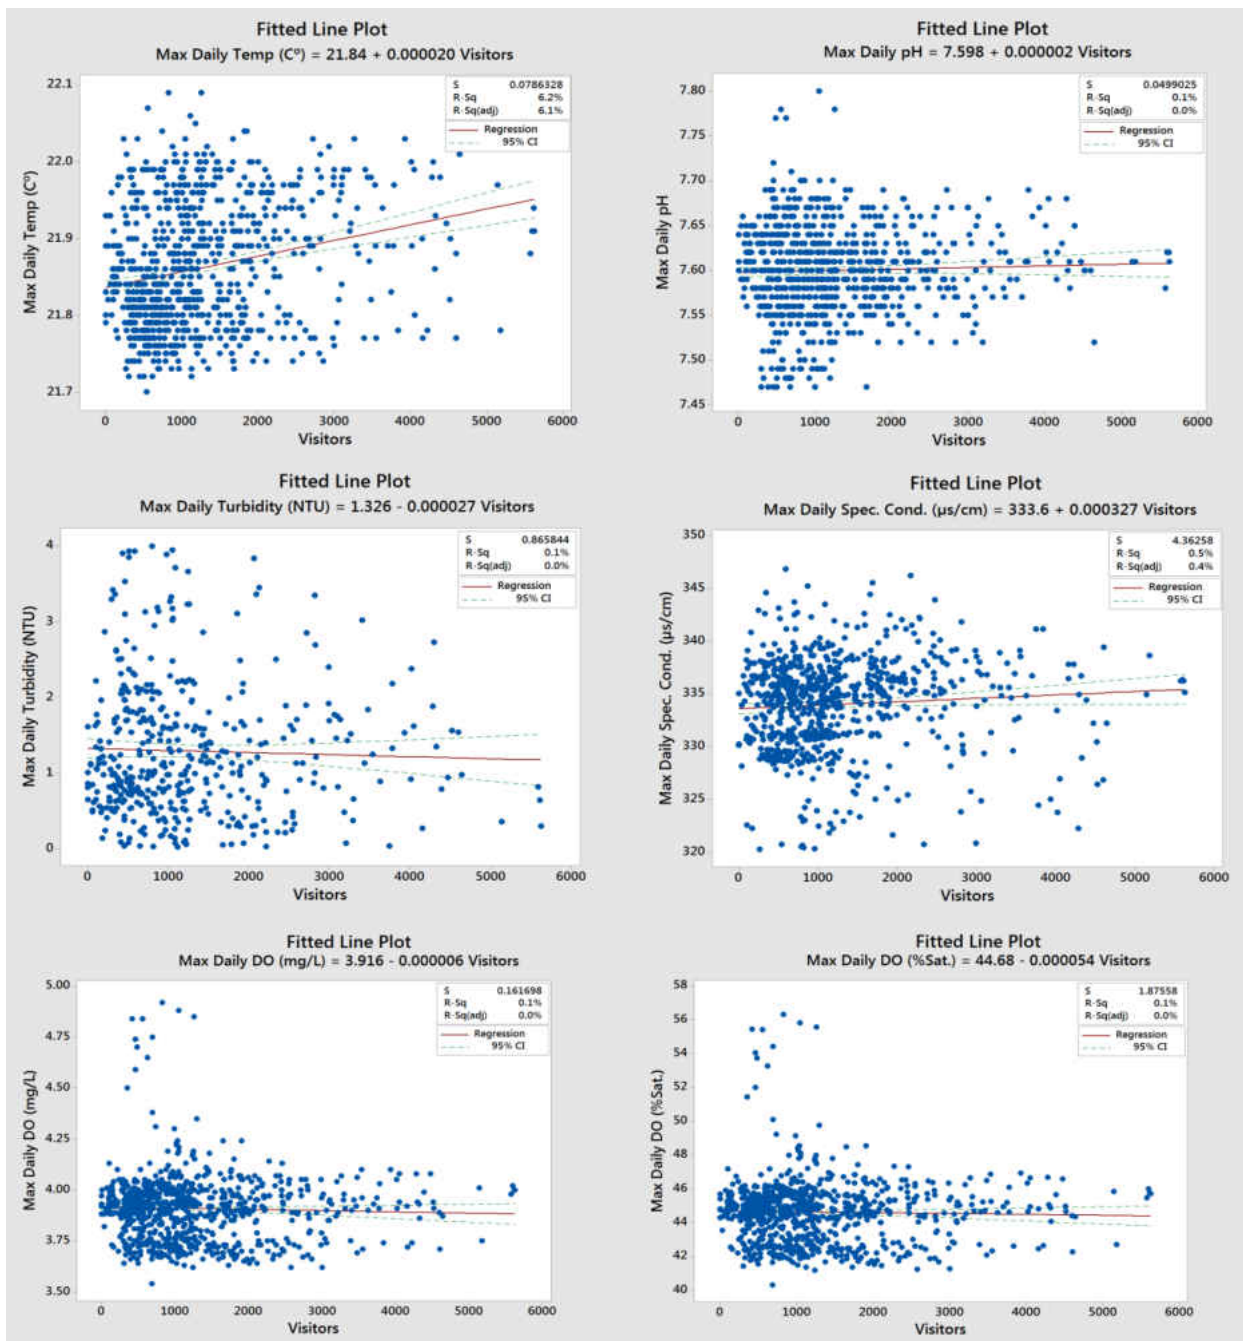 Fitted Line Plot
Max Daily Temp (Cº) = 21.84 + 0.000020 Visitors
S 0.0786328
R-Sq 6.2%
R-Sq(adj) 6.1%
Regression
95% CI
Max Daily Temp (Cº)
22.1
22.0
21.9
21.8
21.7
0 1000 2000 3000 4000 5000 6000
Visitors
Fitted Line Plot
Max Daily pH = 7.598 + 0.000002 Visitors
S 0.0499025
R-Sq 0.1%
R-Sq(adj) 0.0%
Regression
95% CI
Max Daily pH
7.80
7.75
7.70
7.65
7.60
7.55
7.50
7.45
0 1000 2000 3000 4000 5000 6000
Visitors
Fitted Line Plot
Max Daily Turbidity (NTU) = 1.326 - 0.000027 Visitors
S 0.865844
R-Sq 0.1%
R-Sq(adj) 0.0%
Regression
95% CI
Max Daily Turbidity (NTU
4
3
2
1
0
0 1000 2000 3000 4000 5000 6000
Visitors
Fitted Line Plot
Max Daily Spec. Cond. (µs/cm) = 333.6 + 0.000327 Visitors
S 4.36258
R-Sq 0.5%
R-Sq(adj) 0.4%
Regression
95% CI
Max Daily Spec. Cond. (µs/cm)
350
345
340
335
330
325
320
0 1000 2000 3000 4000 5000 6000
Visitors
Fitted Line Plot
Max Daily DO (mg/L) = 3.916 - 0.000006 Visitors
S 0.161698
R-Sq 0.1%
R-Sq(adj) 0.0%
Regression
95% CI
Max Daily DO (mg/L)
5.00
4.75
4.50
4.25
4.00
3.75
3.50
0 1000 2000 3000 4000 5000 6000
Visitors
Fitted Line Plot
Max Daily DO (%Sat.) = 44.68 - 0.000054 Visitors
S 1.87558
R-Sq 0.1%
R-Sq(adj) 0.0%
Regression
95% CI
Max Daily DO (%Sat.)
58
56
54
52
50
48
46
44
42
40
0 1000 2000 3000 4000 5000 6000
Visitors